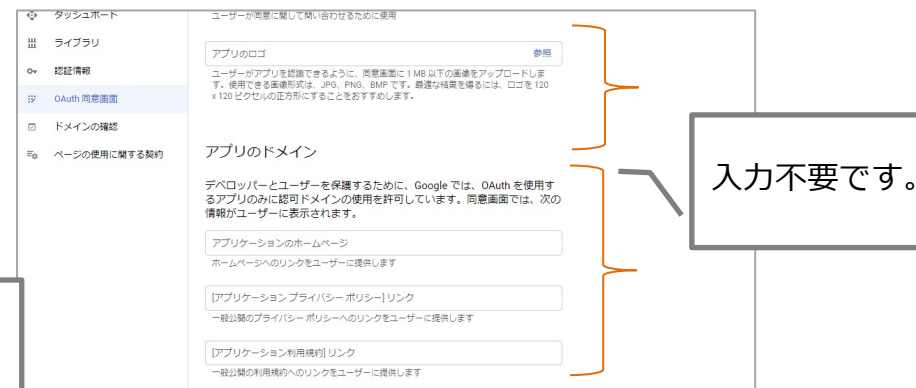 ダッシュボード
ライブラリ
認証情報
OAuth 同意画面
ドメインの確認
ページの使用に関する契約
ユーザーが同意に関して問い合わせるために使用
アプリのロゴ 参照
ユーザーがアプリを認識できるように、同意画面に 1 MB 以下の画像をアップロードしま
す。使用できる画像形式は、JPG、PNG、BMP です。最適な結果を得るには、ロゴを 120
x 120 ピクセルの正方形にすることをおすすめします。
アプリのドメイン
デベロッパーとユーザーを保護するために、Google では、OAuth を使用す
るアプリのみに認可ドメインの使用を許可しています。同意画面では、次の
情報がユーザーに表示されます。
アプリケーションのホームページ
ホームページへのリンクをユーザーに提供します
[アプリケーション プライバシー ポリシー] リンク
一般公開のプライバシー ポリシーへのリンクをユーザーに提供します
[アプリケーション利用規約] リンク
一般公開の利用規約へのリンクをユーザーに提供します
入力不要です。